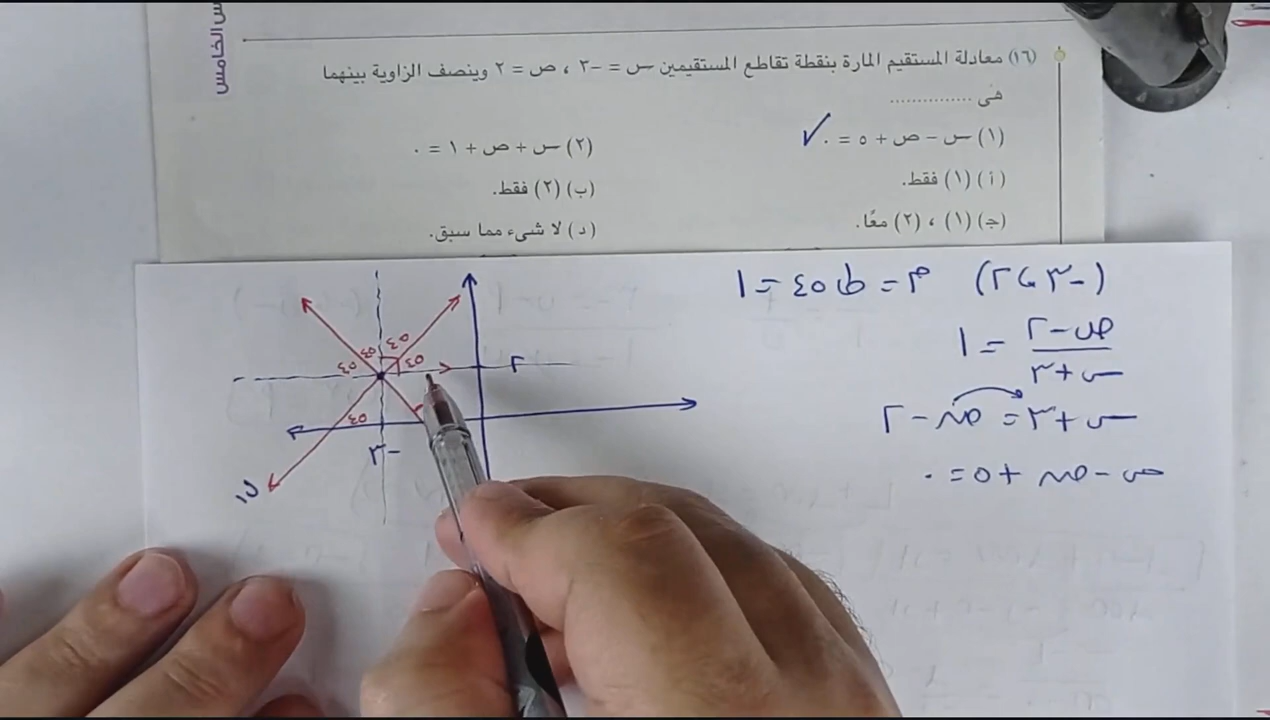 س الخامس
(١٦) معادلة المستقيم المارة بنقطة تقاطع المستقيمين س = -٣ ، ص = ٢ وينصف الزاوية بينهما
هى ...............
(١) س - ص + ٥ = ٠ ✓
(٢) س + ص + ١ = ٠
(أ) (١) فقط.
(ب) (٢) فقط.
(جـ) (١) ، (٢) معًا.
(د) لا شىء مما سبق.
(-٣، ٢) م = ظا ٤٥ = ١
(ص - ٢)/(س + ٣) = ١
س + ٣ = ص - ٢
س - ص + ٥ = ٠
٤٥
٤٥
٤٥
٤٥
٢
٤٥
-٣